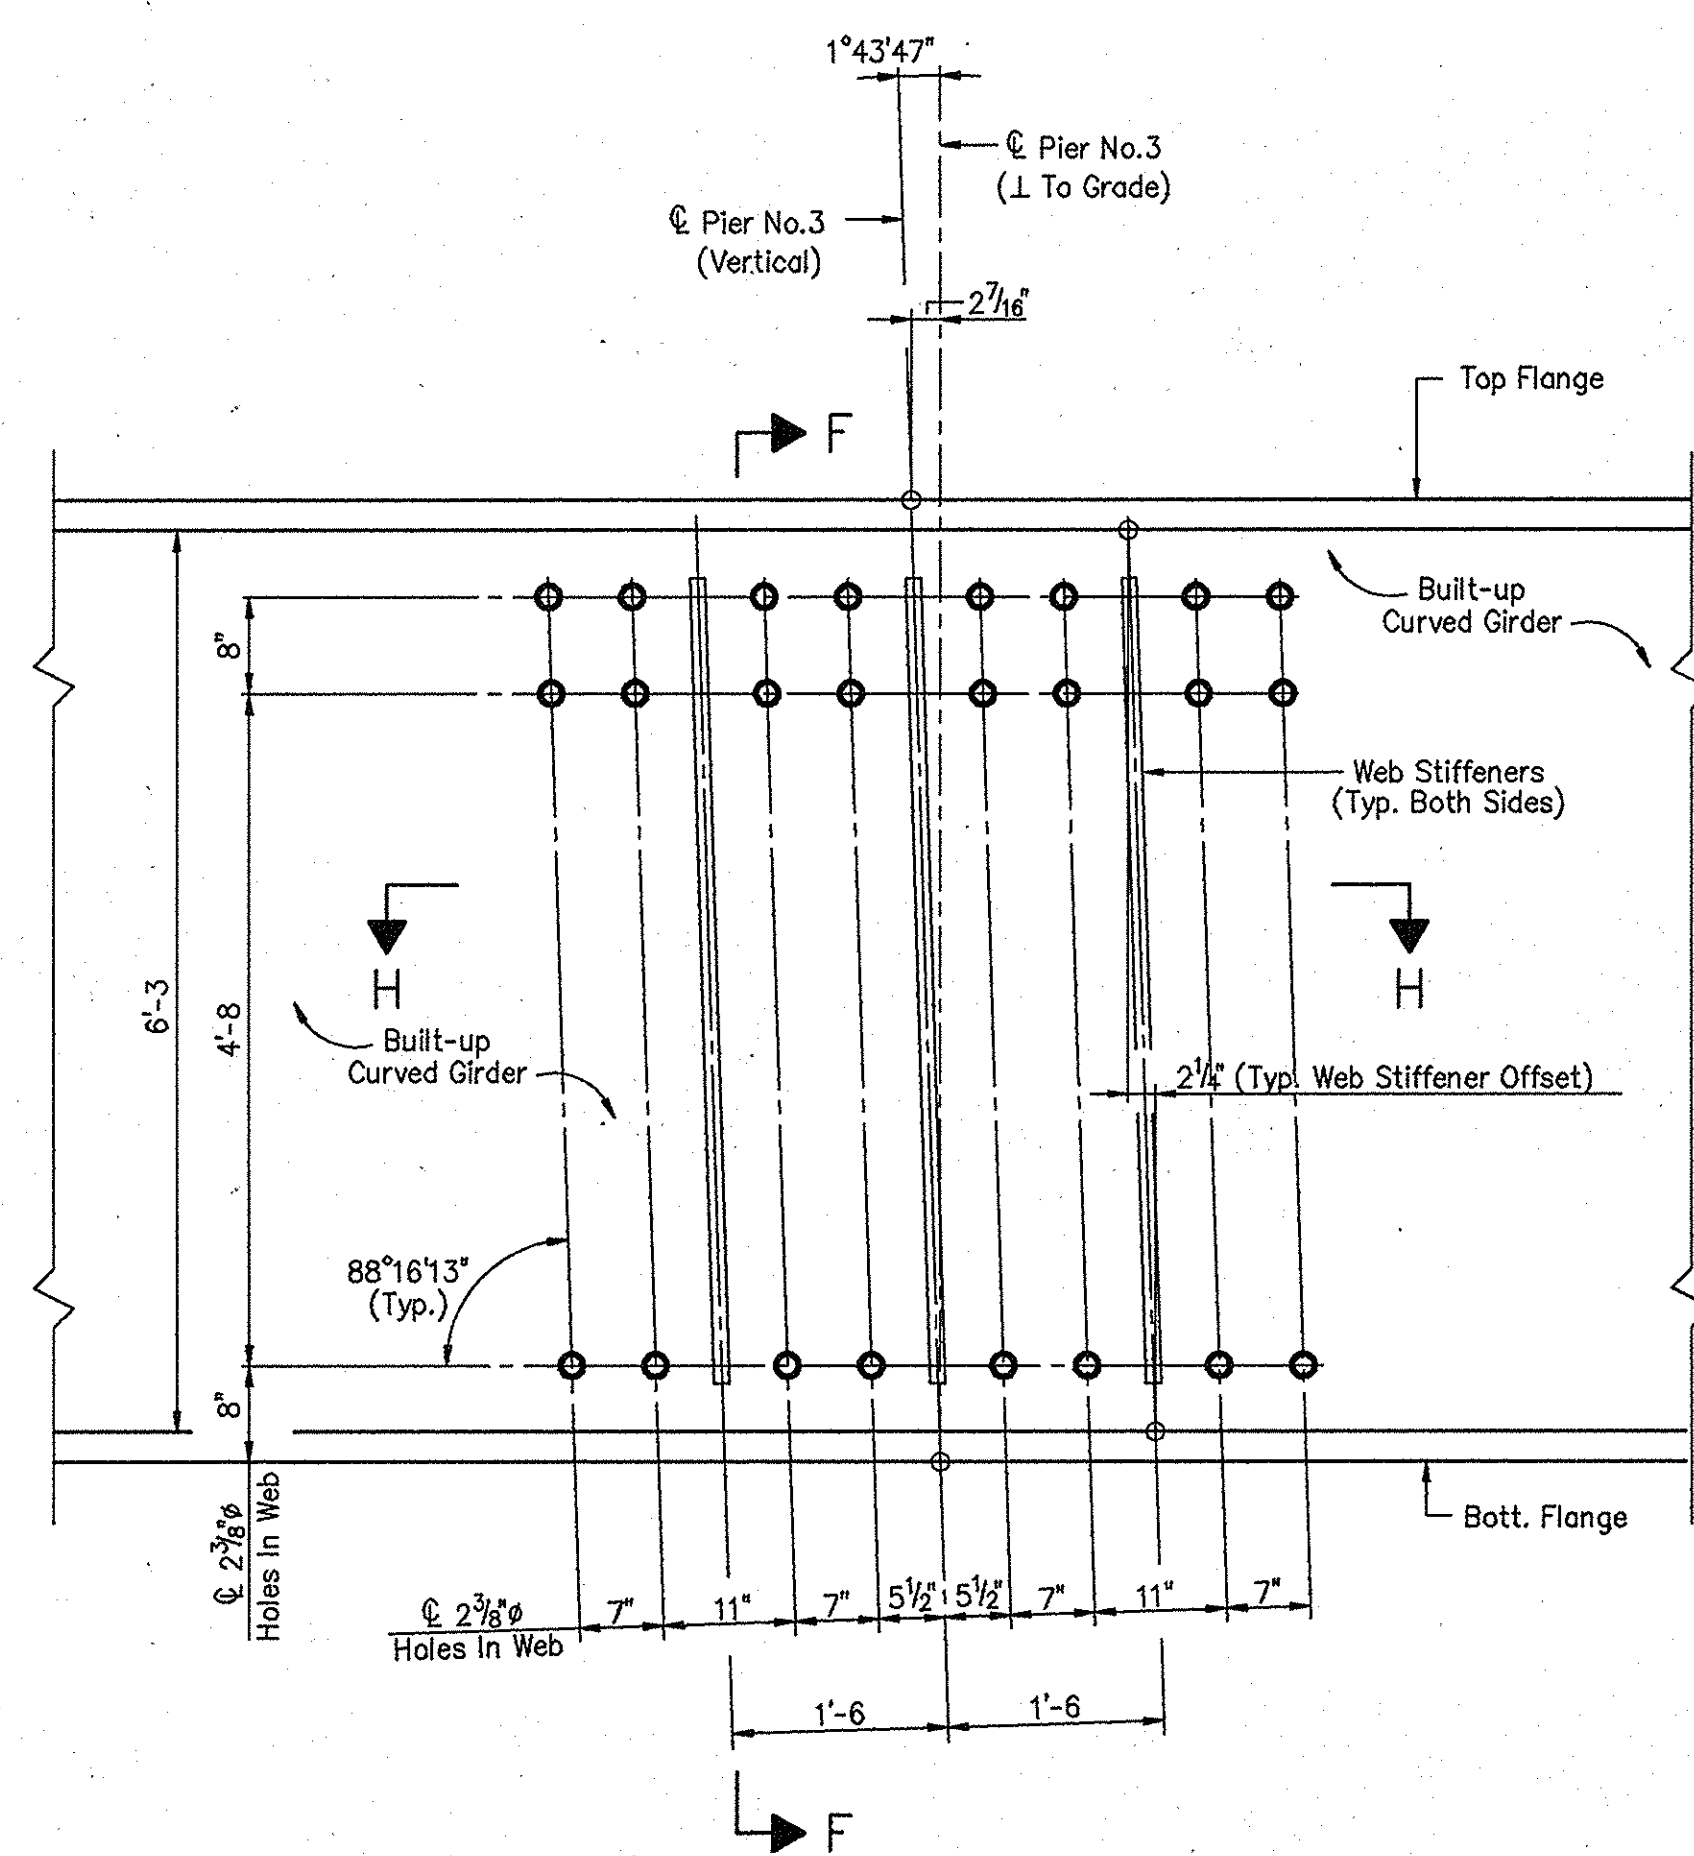 1°43'47"
℄ Pier No.3
(⊥ To Grade)
℄ Pier No.3
(Vertical)
2 7/16"
Top Flange
F
Built-up
Curved Girder
8"
Web Stiffeners
(Typ. Both Sides)
H
H
6'-3
4'-8
Built-up
Curved Girder
2 1/4" (Typ. Web Stiffener Offset)
88°16'13"
(Typ.)
8"
℄ 2 3/8"ø
Holes In Web
Bott. Flange
℄ 2 3/8"ø
Holes In Web
7"
11"
7"
5 1/2"
5 1/2"
7"
11"
7"
1'-6
1'-6
F